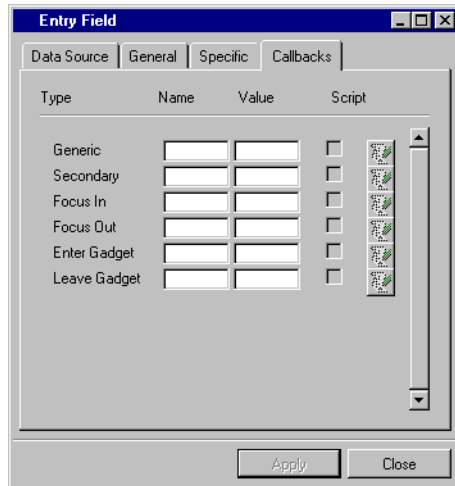 Entry Field
Data Source General Specific Callbacks
Type Name Value Script
Generic
Secondary
Focus In
Focus Out
Enter Gadget
Leave Gadget
Apply Close